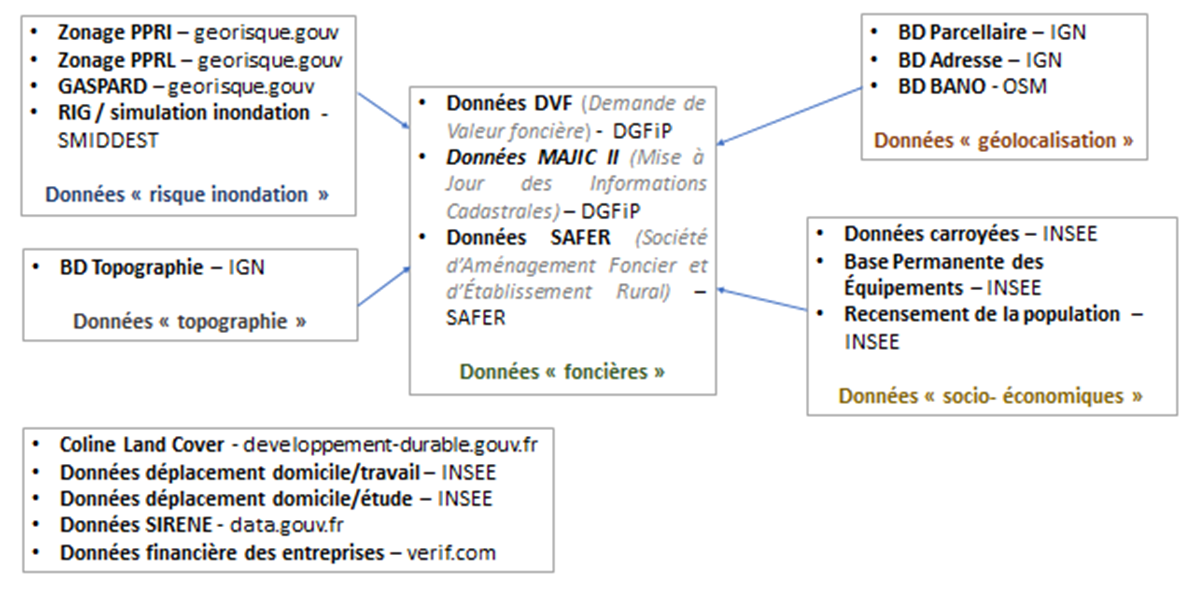 • Zonage PPRI – georisque.gouv
• Zonage PPRL – georisque.gouv
• GASPARD – georisque.gouv
• RIG / simulation inondation -
SMIDDEST
Données « risque inondation »
• BD Topographie – IGN
Données « topographie »
• Données DVF (Demande de
Valeur foncière) - DGFiP
• Données MAJIC II (Mise à
Jour des Informations
Cadastrales) – DGFiP
• Données SAFER (Société
d'Aménagement Foncier et
d'Établissement Rural) –
SAFER
Données « foncières »
• BD Parcellaire – IGN
• BD Adresse – IGN
• BD BANO - OSM
Données « géolocalisation »
• Données carroyées – INSEE
• Base Permanente des
Équipements – INSEE
• Recensement de la population –
INSEE
Données « socio- économiques »
• Coline Land Cover - developpement-durable.gouv.fr
• Données déplacement domicile/travail – INSEE
• Données déplacement domicile/étude – INSEE
• Données SIRENE - data.gouv.fr
• Données financière des entreprises – verif.com